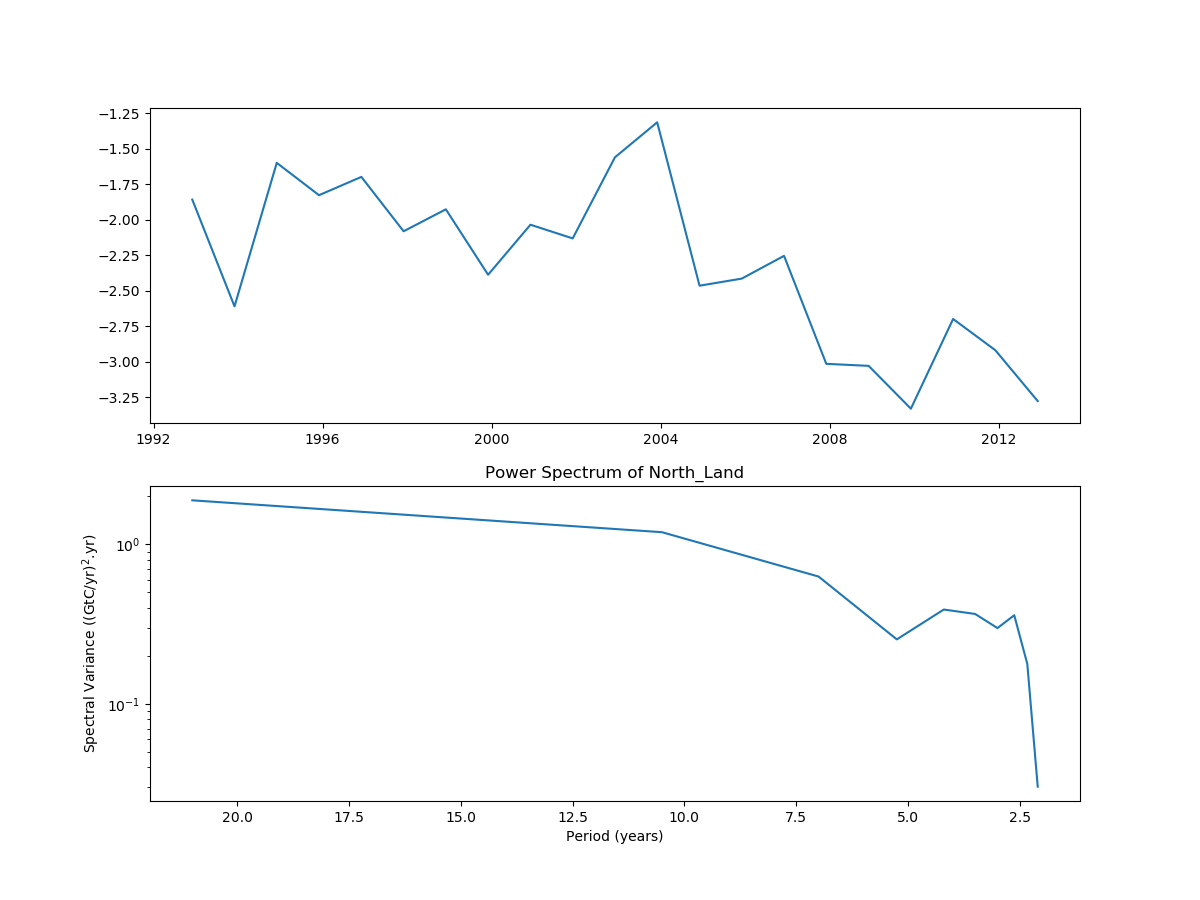 −1.25
−1.50
−1.75
−2.00
−2.25
−2.50
−2.75
−3.00
−3.25
1992 1996 2000 2004 2008 2012
Power Spectrum of North_Land
Spectral Variance ((GtC/yr)².yr)
10⁰
10⁻¹
20.0 17.5 15.0 12.5 10.0 7.5 5.0 2.5
Period (years)